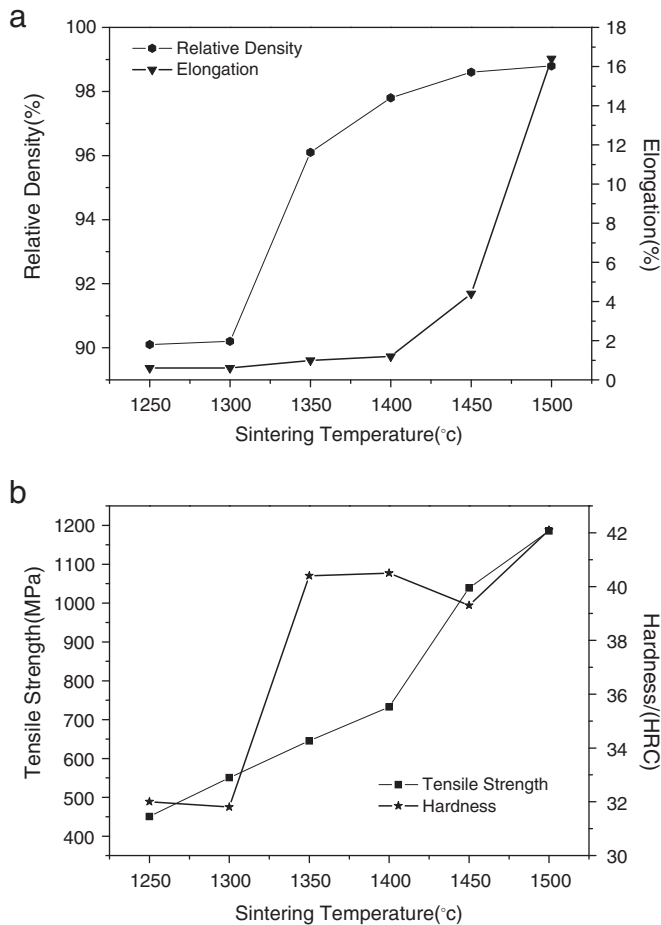 a
Relative Density
Elongation
100
98
96
94
92
90
Relative Density(%)
18
16
14
12
10
8
6
4
2
0
Elongation(%)
1250 1300 1350 1400 1450 1500
Sintering Temperature(°c)
b
1200
1100
1000
900
800
700
600
500
400
Tensile Strength(MPa)
42
40
38
36
34
32
30
Hardness/(HRC)
Tensile Strength
Hardness
1250 1300 1350 1400 1450 1500
Sintering Temperature(°c)